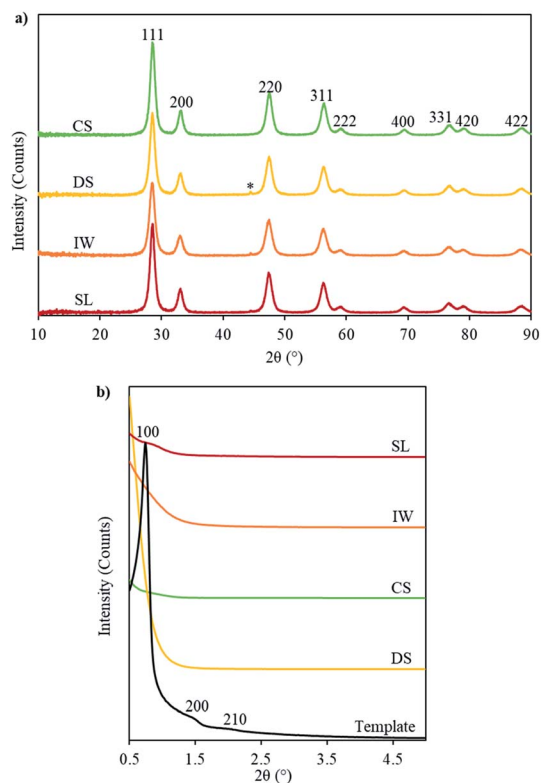 a)
111
CS
200
220
311
222
400
331
420
422
DS
*
IW
SL
10 20 30 40 50 60 70 80 90
2θ (°)
Intensity (Counts)
b)
100
SL
IW
CS
DS
200
210
Template
0.5 1.5 2.5 3.5 4.5
2θ (°)
Intensity (Counts)